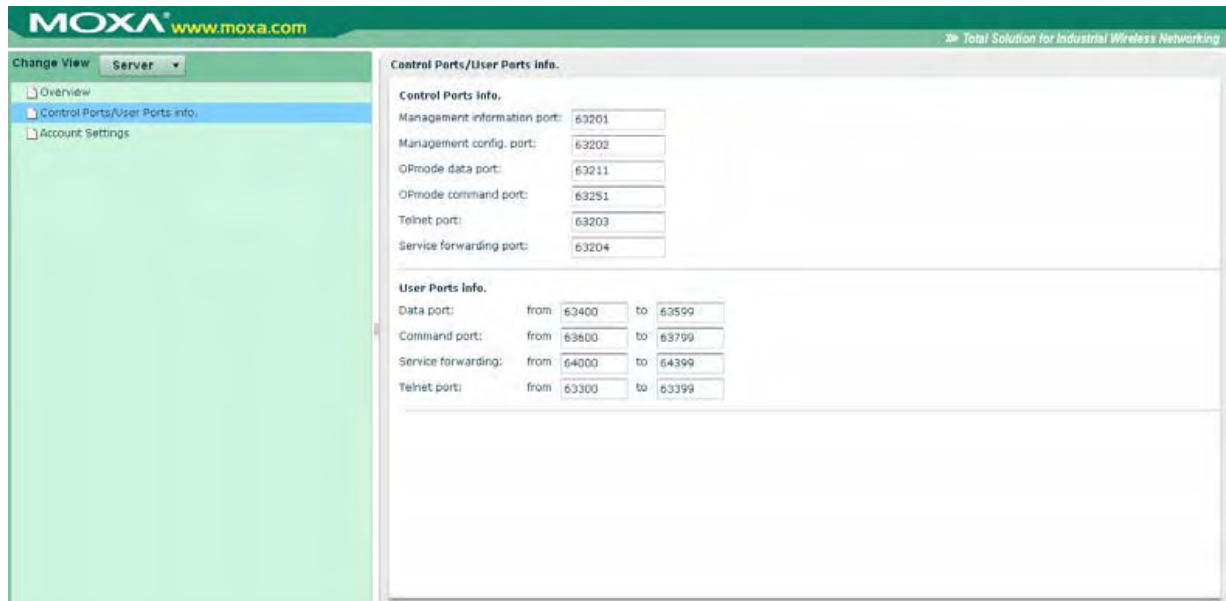 MOXA® www.moxa.com
Total Solution for Industrial Wireless Networking
Change View Server
Overview
Control Ports/User Ports info.
Account Settings
Control Ports/User Ports info.
Control Ports info.
Management information port: 63201
Management config. port: 63202
OPmode data port: 63211
OPmode command port: 63251
Telnet port: 63203
Service forwarding port: 63204
User Ports info.
Data port: from 63400 to 63599
Command port: from 63600 to 63799
Service forwarding: from 64000 to 64399
Telnet port: from 63300 to 63399